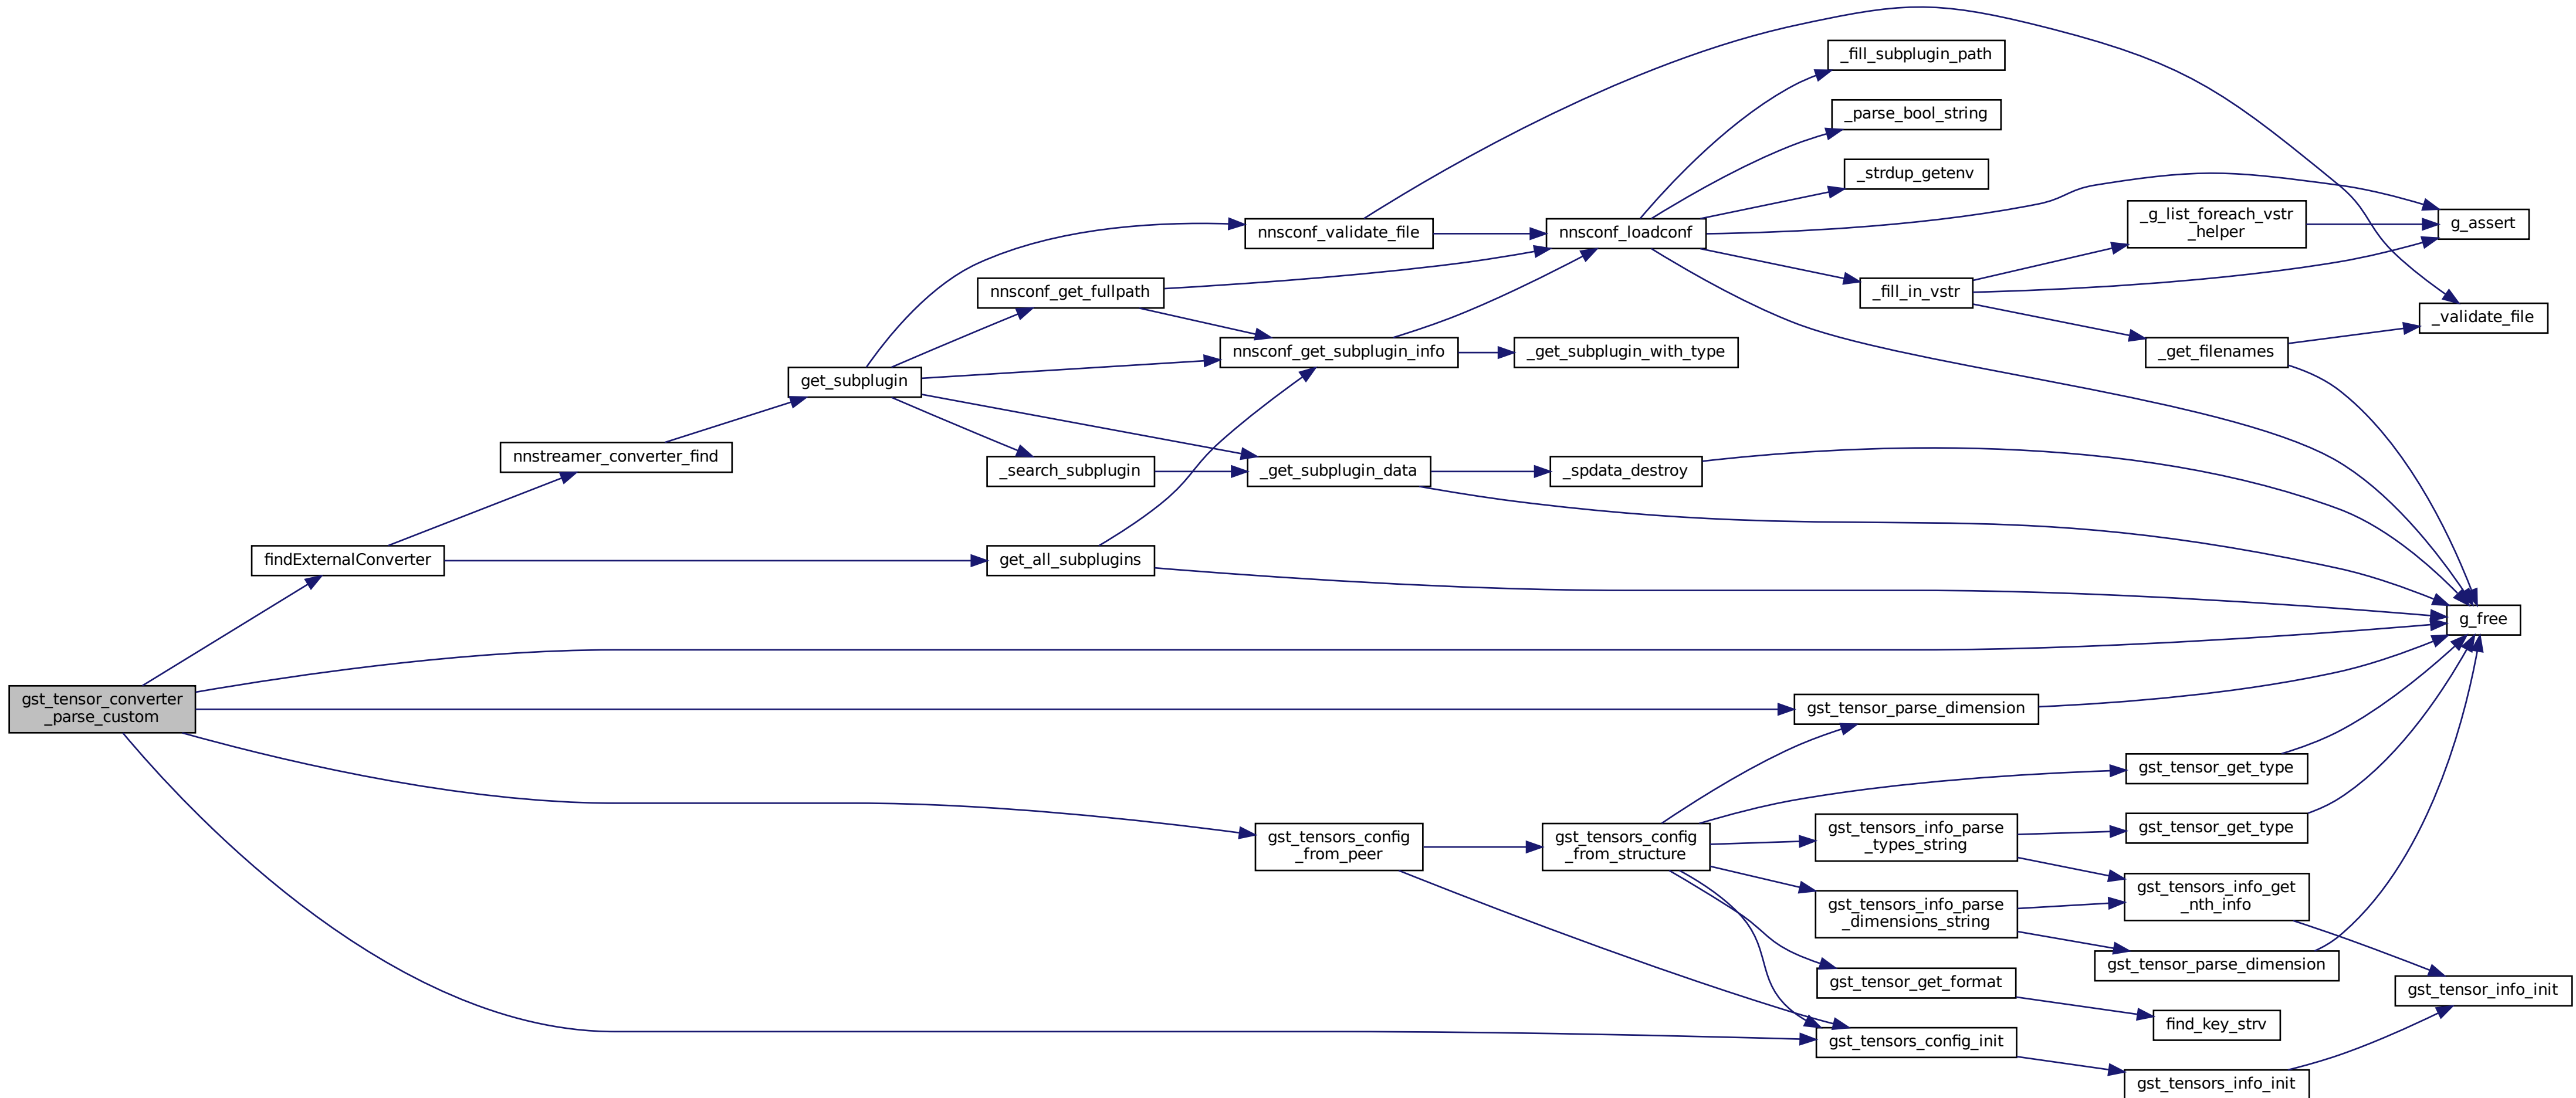 gst_tensor_converter
_parse_custom
findExternalConverter
nnstreamer_converter_find
get_subplugin
nnsconf_get_fullpath
_search_subplugin
get_all_subplugins
nnsconf_validate_file
nnsconf_get_subplugin_info
_get_subplugin_data
gst_tensors_config
_from_peer
nnsconf_loadconf
_get_subplugin_with_type
_spdata_destroy
gst_tensors_config
_from_structure
_fill_subplugin_path
_parse_bool_string
_strdup_getenv
_fill_in_vstr
gst_tensor_parse_dimension
gst_tensors_info_parse
_types_string
gst_tensors_info_parse
_dimensions_string
gst_tensor_get_format
gst_tensors_config_init
_g_list_foreach_vstr
_helper
_get_filenames
gst_tensor_get_type
gst_tensor_get_type
gst_tensors_info_get
_nth_info
gst_tensor_parse_dimension
find_key_strv
gst_tensors_info_init
g_assert
_validate_file
g_free
gst_tensor_info_init